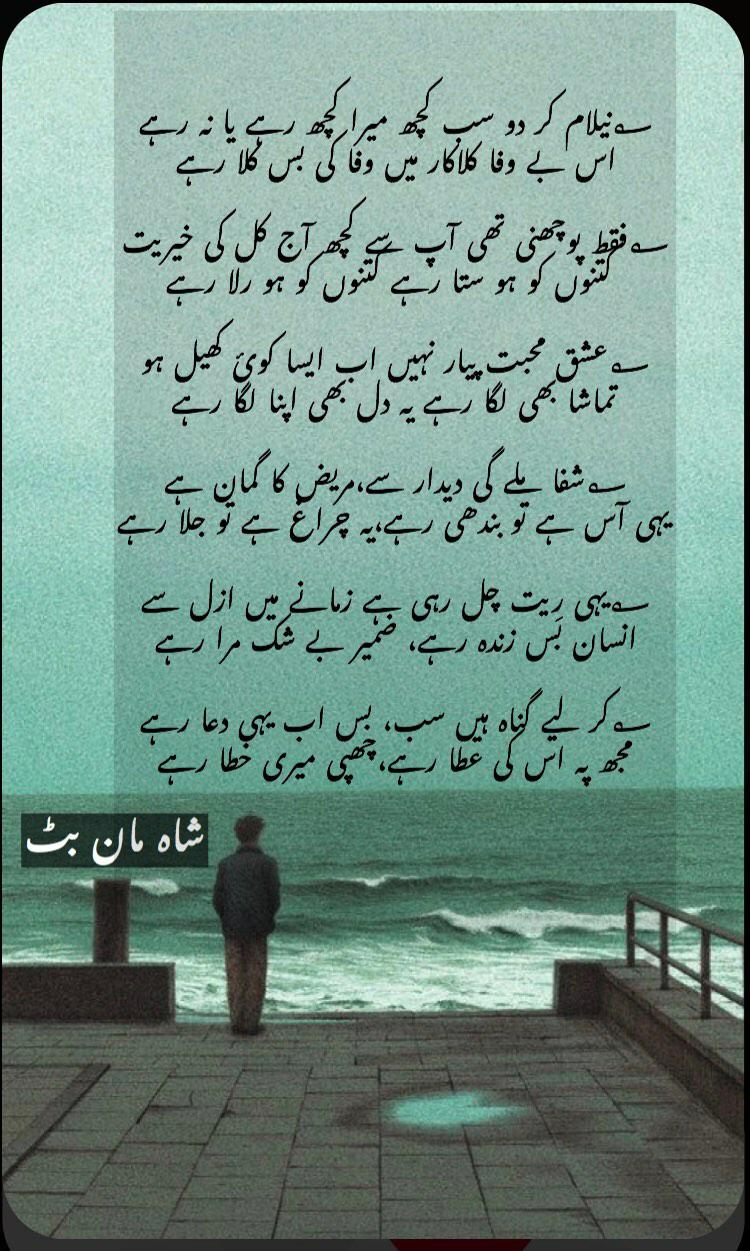 ؎نیلام کر دو سب کچھ میرا کچھ رہے یا نہ رہے
اس بے وفا کلاکار میں وفا کی بس کلا رہے
؎فقط پوچھنی تھی آپ سے کچھ آج کل کی خیریت
کتنوں کو ہو ستا رہے کتنوں کو ہو رلا رہے
؎عشق محبت پیار نہیں اب ایسا کوئ کھیل ہو
تماشا بھی لگا رہے یہ دل بھی اپنا لگا رہے
؎شفا ملے گی دیدار سے،مریض کا گمان ہے
یہی آس ہے تو بندھی رہے،یہ چراغ ہے تو جلا رہے
؎یہی رِیت چل رہی ہے زمانے میں ازل سے
انسان بَس زندہ رہے، ضمیر بے شک مرا رہے
؎کر لیے گناہ ہیں سب، بس اب یہی دعا رہے
مجھ پہ اس کی عطا رہے،چھپی میری خطا رہے
شاہ مان بٹ